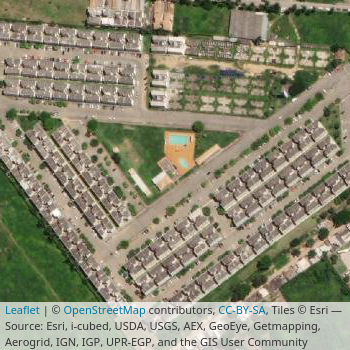 Leaflet | © OpenStreetMap contributors, CC-BY-SA, Tiles © Esri —
Source: Esri, i-cubed, USDA, USGS, AEX, GeoEye, Getmapping,
Aerogrid, IGN, IGP, UPR-EGP, and the GIS User Community